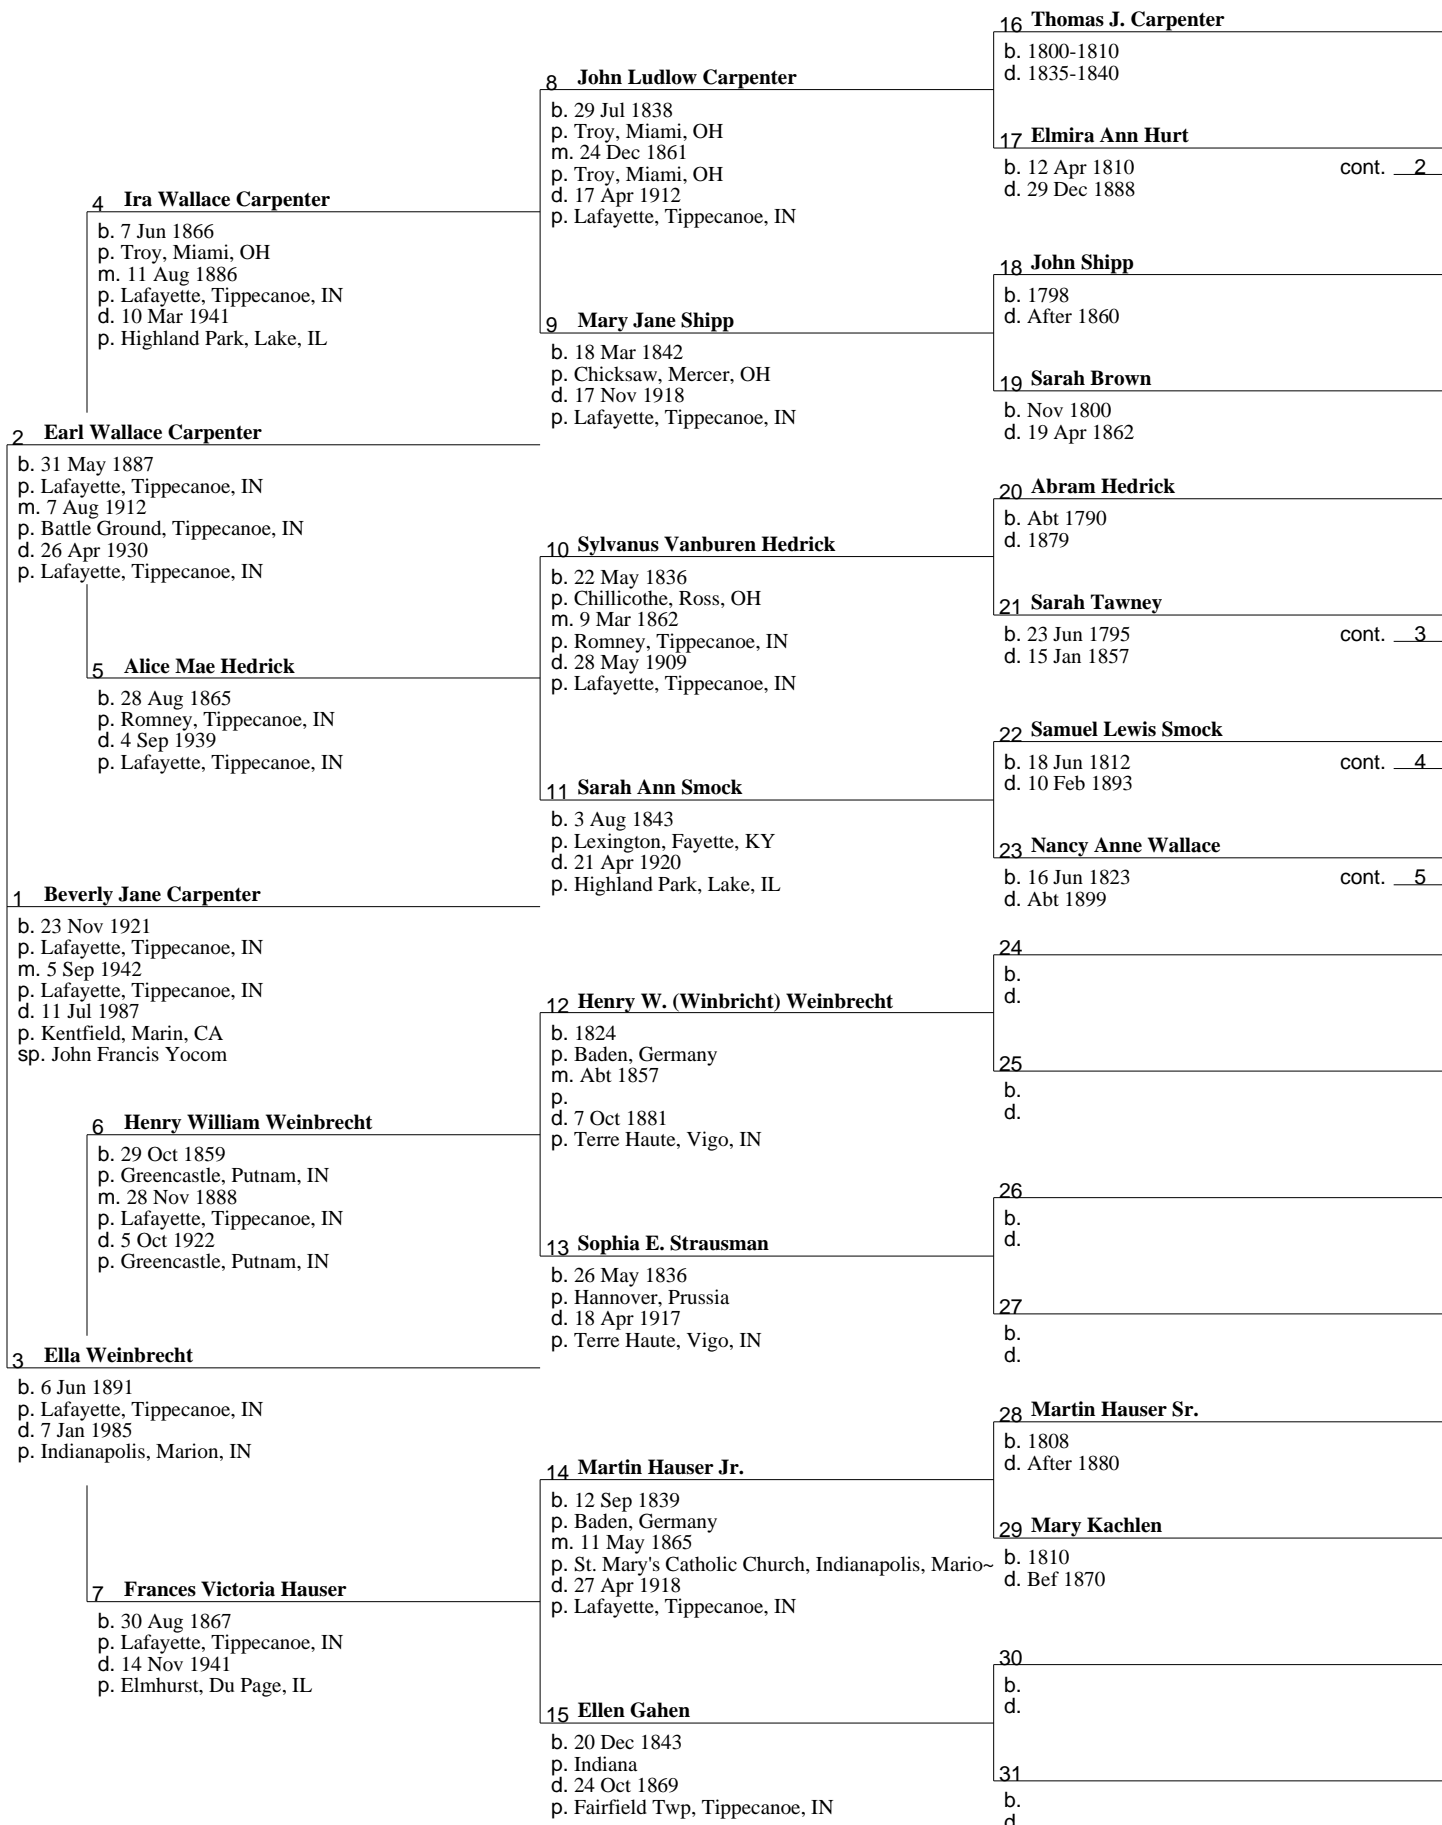 16 Thomas J. Carpenter
b. 1800-1810
d. 1835-1840
8 John Ludlow Carpenter
b. 29 Jul 1838
p. Troy, Miami, OH
m. 24 Dec 1861
p. Troy, Miami, OH
d. 17 Apr 1912
p. Lafayette, Tippecanoe, IN
17 Elmira Ann Hurt
b. 12 Apr 1810 cont. 2
d. 29 Dec 1888
4 Ira Wallace Carpenter
b. 7 Jun 1866
p. Troy, Miami, OH
m. 11 Aug 1886
p. Lafayette, Tippecanoe, IN
d. 10 Mar 1941
p. Highland Park, Lake, IL
18 John Shipp
b. 1798
d. After 1860
9 Mary Jane Shipp
b. 18 Mar 1842
p. Chicksaw, Mercer, OH
d. 17 Nov 1918
p. Lafayette, Tippecanoe, IN
19 Sarah Brown
b. Nov 1800
d. 19 Apr 1862
2 Earl Wallace Carpenter
b. 31 May 1887
p. Lafayette, Tippecanoe, IN
m. 7 Aug 1912
p. Battle Ground, Tippecanoe, IN
d. 26 Apr 1930
p. Lafayette, Tippecanoe, IN
20 Abram Hedrick
b. Abt 1790
d. 1879
10 Sylvanus Vanburen Hedrick
b. 22 May 1836
p. Chillicothe, Ross, OH
m. 9 Mar 1862
p. Romney, Tippecanoe, IN
d. 28 May 1909
p. Lafayette, Tippecanoe, IN
21 Sarah Tawney
b. 23 Jun 1795 cont. 3
d. 15 Jan 1857
5 Alice Mae Hedrick
b. 28 Aug 1865
p. Romney, Tippecanoe, IN
d. 4 Sep 1939
p. Lafayette, Tippecanoe, IN
22 Samuel Lewis Smock
b. 18 Jun 1812 cont. 4
d. 10 Feb 1893
11 Sarah Ann Smock
b. 3 Aug 1843
p. Lexington, Fayette, KY
d. 21 Apr 1920
p. Highland Park, Lake, IL
23 Nancy Anne Wallace
b. 16 Jun 1823 cont. 5
d. Abt 1899
1 Beverly Jane Carpenter
b. 23 Nov 1921
p. Lafayette, Tippecanoe, IN
m. 5 Sep 1942
p. Lafayette, Tippecanoe, IN
d. 11 Jul 1987
p. Kentfield, Marin, CA
sp. John Francis Yocom
24
b.
d.
12 Henry W. (Winbricht) Weinbrecht
b. 1824
p. Baden, Germany
m. Abt 1857
p.
d. 7 Oct 1881
p. Terre Haute, Vigo, IN
25
b.
d.
6 Henry William Weinbrecht
b. 29 Oct 1859
p. Greencastle, Putnam, IN
m. 28 Nov 1888
p. Lafayette, Tippecanoe, IN
d. 5 Oct 1922
p. Greencastle, Putnam, IN
26
b.
d.
13 Sophia E. Strausman
b. 26 May 1836
p. Hannover, Prussia
d. 18 Apr 1917
p. Terre Haute, Vigo, IN
27
b.
d.
3 Ella Weinbrecht
b. 6 Jun 1891
p. Lafayette, Tippecanoe, IN
d. 7 Jan 1985
p. Indianapolis, Marion, IN
28 Martin Hauser Sr.
b. 1808
d. After 1880
14 Martin Hauser Jr.
b. 12 Sep 1839
p. Baden, Germany
m. 11 May 1865
p. St. Mary's Catholic Church, Indianapolis, Mario~
d. 27 Apr 1918
p. Lafayette, Tippecanoe, IN
29 Mary Kachlen
b. 1810
d. Bef 1870
7 Frances Victoria Hauser
b. 30 Aug 1867
p. Lafayette, Tippecanoe, IN
d. 14 Nov 1941
p. Elmhurst, Du Page, IL
30
b.
d.
15 Ellen Gahen
b. 20 Dec 1843
p. Indiana
d. 24 Oct 1869
p. Fairfield Twp, Tippecanoe, IN
31
b.
d.